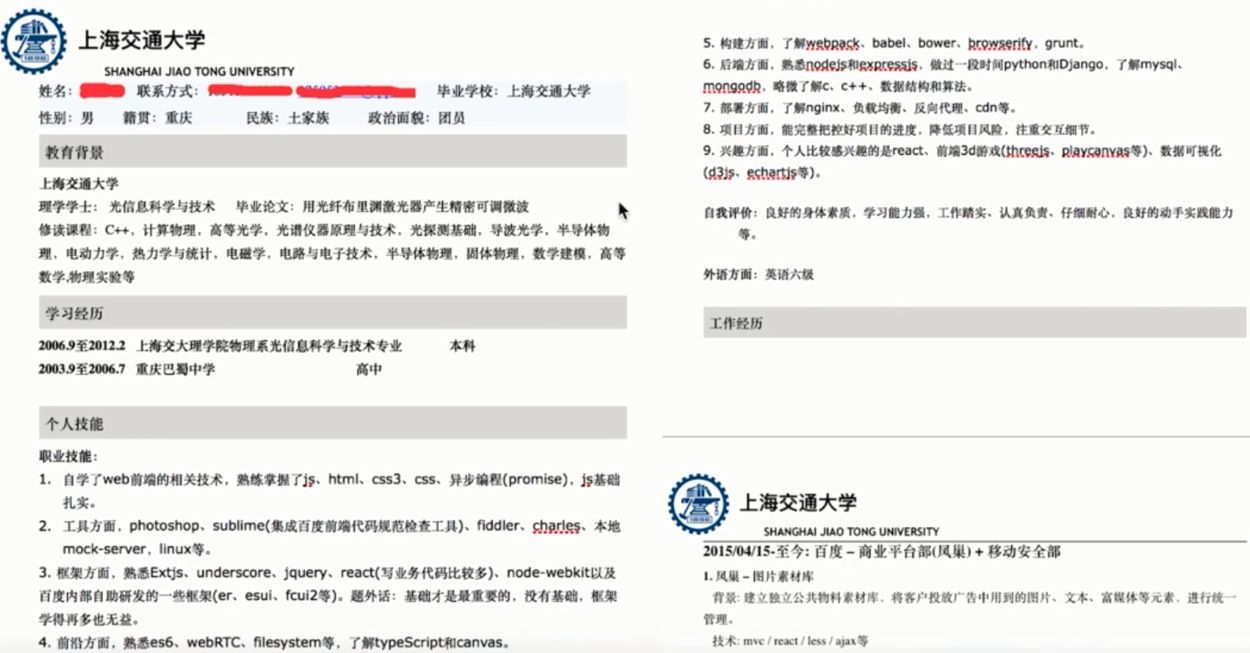 上海交通大学
SHANGHAI JIAO TONG UNIVERSITY
姓名: 联系方式: 毕业学校: 上海交通大学
性别: 男 籍贯: 重庆 民族: 土家族 政治面貌: 团员
教育背景
上海交通大学
理学学士: 光信息科学与技术 毕业论文: 用光纤布里渊激光器产生精密可调微波
修读课程: C++, 计算物理, 高等光学, 光谱仪器原理与技术, 光探测基础, 导波光学, 半导体物
理, 电动力学, 热力学与统计, 电磁学, 电路与电子技术, 半导体物理, 固体物理, 数学建模, 高等
数学,物理实验等
学习经历
2006.9至2012.2 上海交大理学院物理系光信息科学与技术专业 本科
2003.9至2006.7 重庆巴蜀中学 高中
个人技能
职业技能:
1. 自学了web前端的相关技术, 熟练掌握了js、html、css3、css、异步编程(promise), js基础
扎实。
2. 工具方面, photoshop、sublime(集成百度前端代码规范检查工具)、fiddler、charles、本地
mock-server, linux等。
3. 框架方面, 熟悉Extjs、underscore、jquery、react(写业务代码比较多)、node-webkit以及
百度内部自助研发的一些框架(er、esui、fcui2等)。题外话: 基础才是最重要的, 没有基础, 框架
学得再多也无益。
4. 前沿方面, 熟悉es6、webRTC、filesystem等, 了解typeScript和canvas。
5. 构建方面, 了解webpack、babel、bower、browserify, grunt。
6. 后端方面, 熟悉nodejs和expressjs, 做过一段时间python和Django, 了解mysql、
mongodb, 略微了解c、c++、数据结构和算法。
7. 部署方面, 了解nginx、负载均衡、反向代理、cdn等。
8. 项目方面, 能完整把控好项目的进度, 降低项目风险, 注重交互细节。
9. 兴趣方面, 个人比较感兴趣的是react、前端3d游戏(threejs、playcanvas等)、数据可视化
(d3js、echartjs等)。
自我评价: 良好的身体素质, 学习能力强, 工作踏实、认真负责、仔细耐心, 良好的动手实践能力
等。
外语方面: 英语六级
工作经历
上海交通大学
SHANGHAI JIAO TONG UNIVERSITY
2015/04/15-至今: 百度 – 商业平台部(凤巢) + 移动安全部
1. 凤巢 – 图片素材库
背景: 建立独立公共物料素材库, 将客户投放广告中用到的图片、文本、富媒体等元素, 进行统一
管理。
技术: mvc / react / less / ajax等